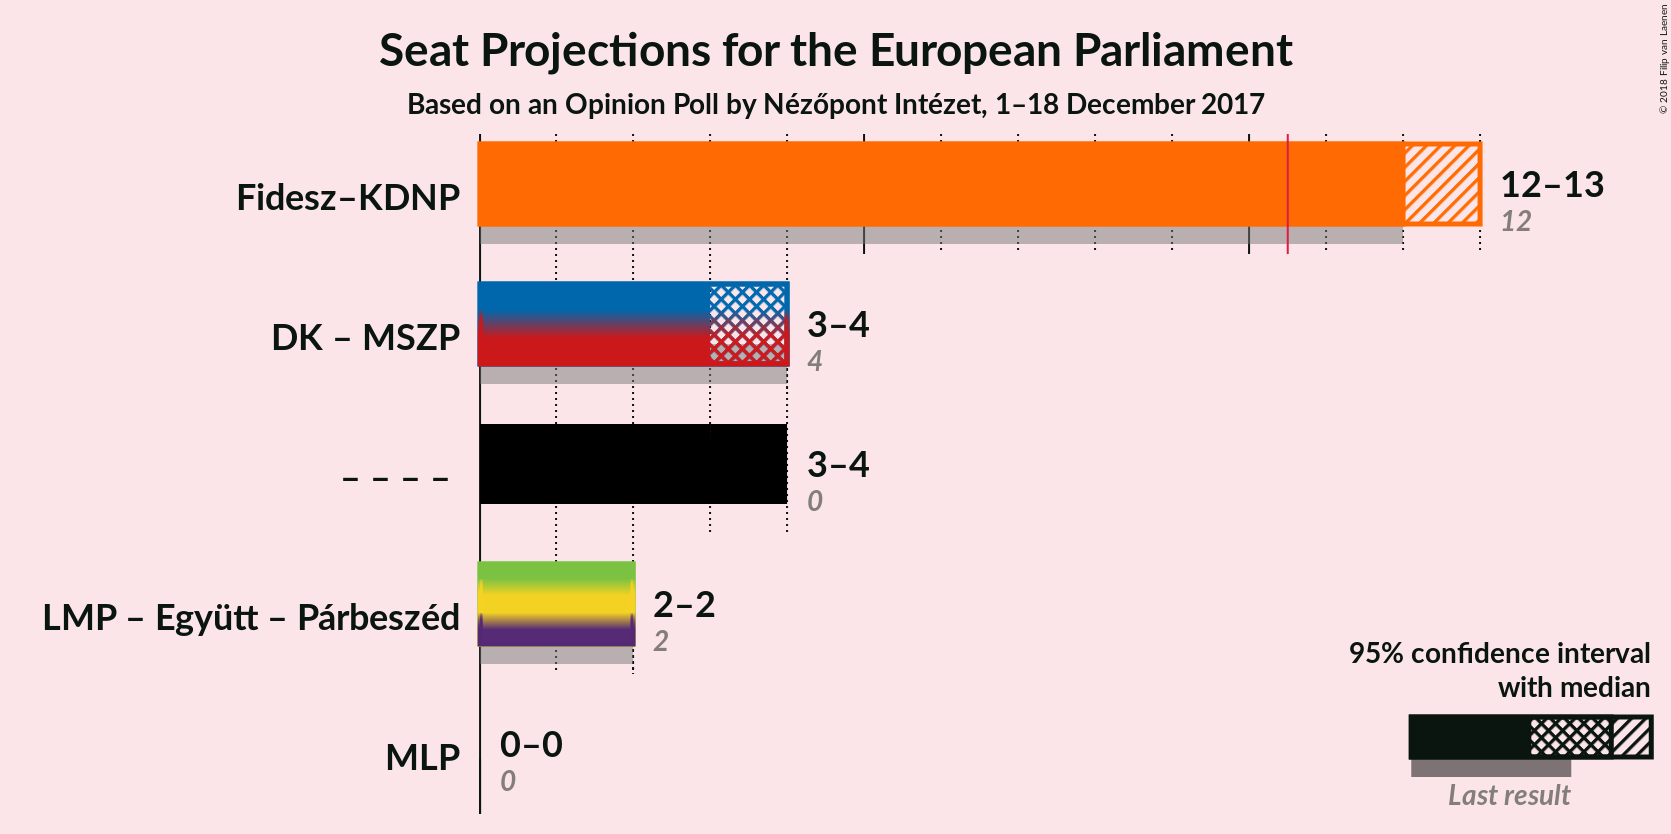 Seat Projections for the European Parliament
Based on an Opinion Poll by Nézőpont Intézet, 1–18 December 2017
© 2018 Filip van Laenen
Fidesz–KDNP
12–13
12
DK – MSZP
3–4
4
– – – –
3–4
0
LMP – Együtt – Párbeszéd
2–2
2
MLP
0–0
0
95% confidence interval
with median
Last result